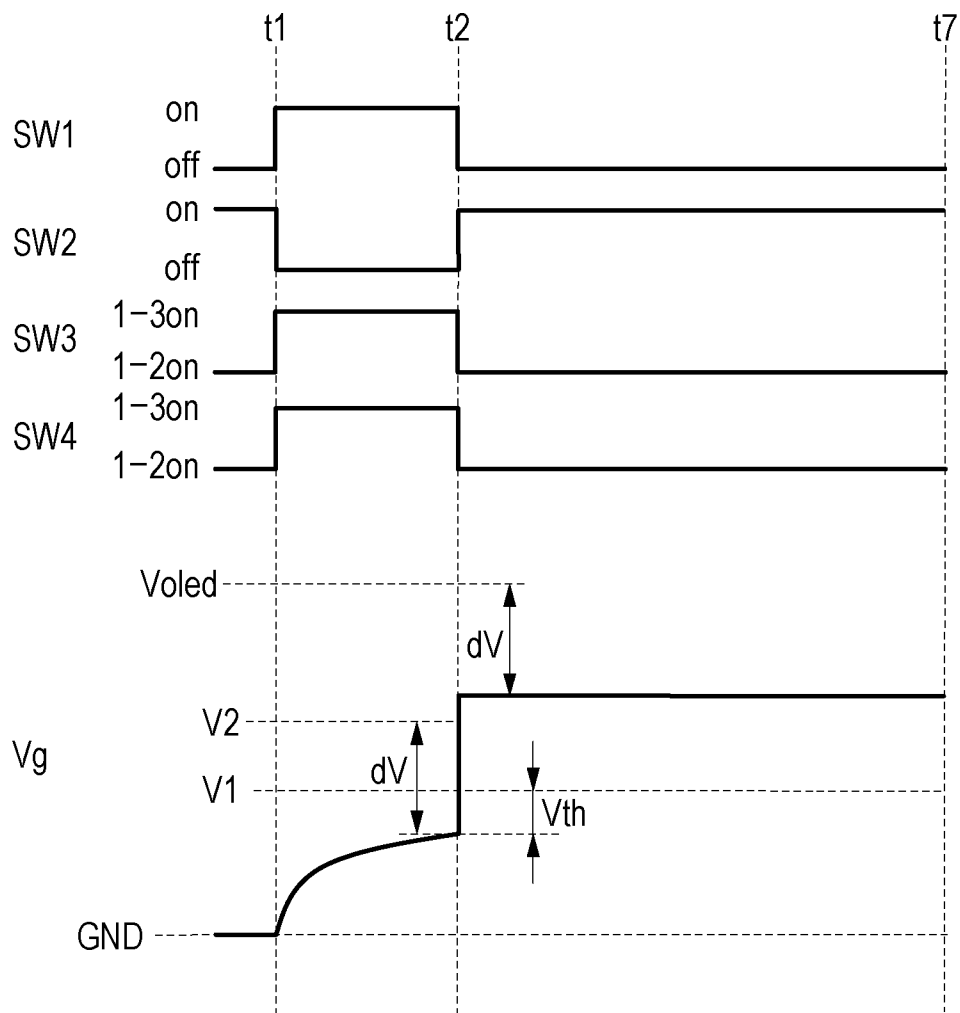 t1 t2 t7
on
SW1
off
on
SW2
off
1-3on
SW3
1-2on
1-3on
SW4
1-2on
Voled
dV
V2
Vg
dV
V1
Vth
GND